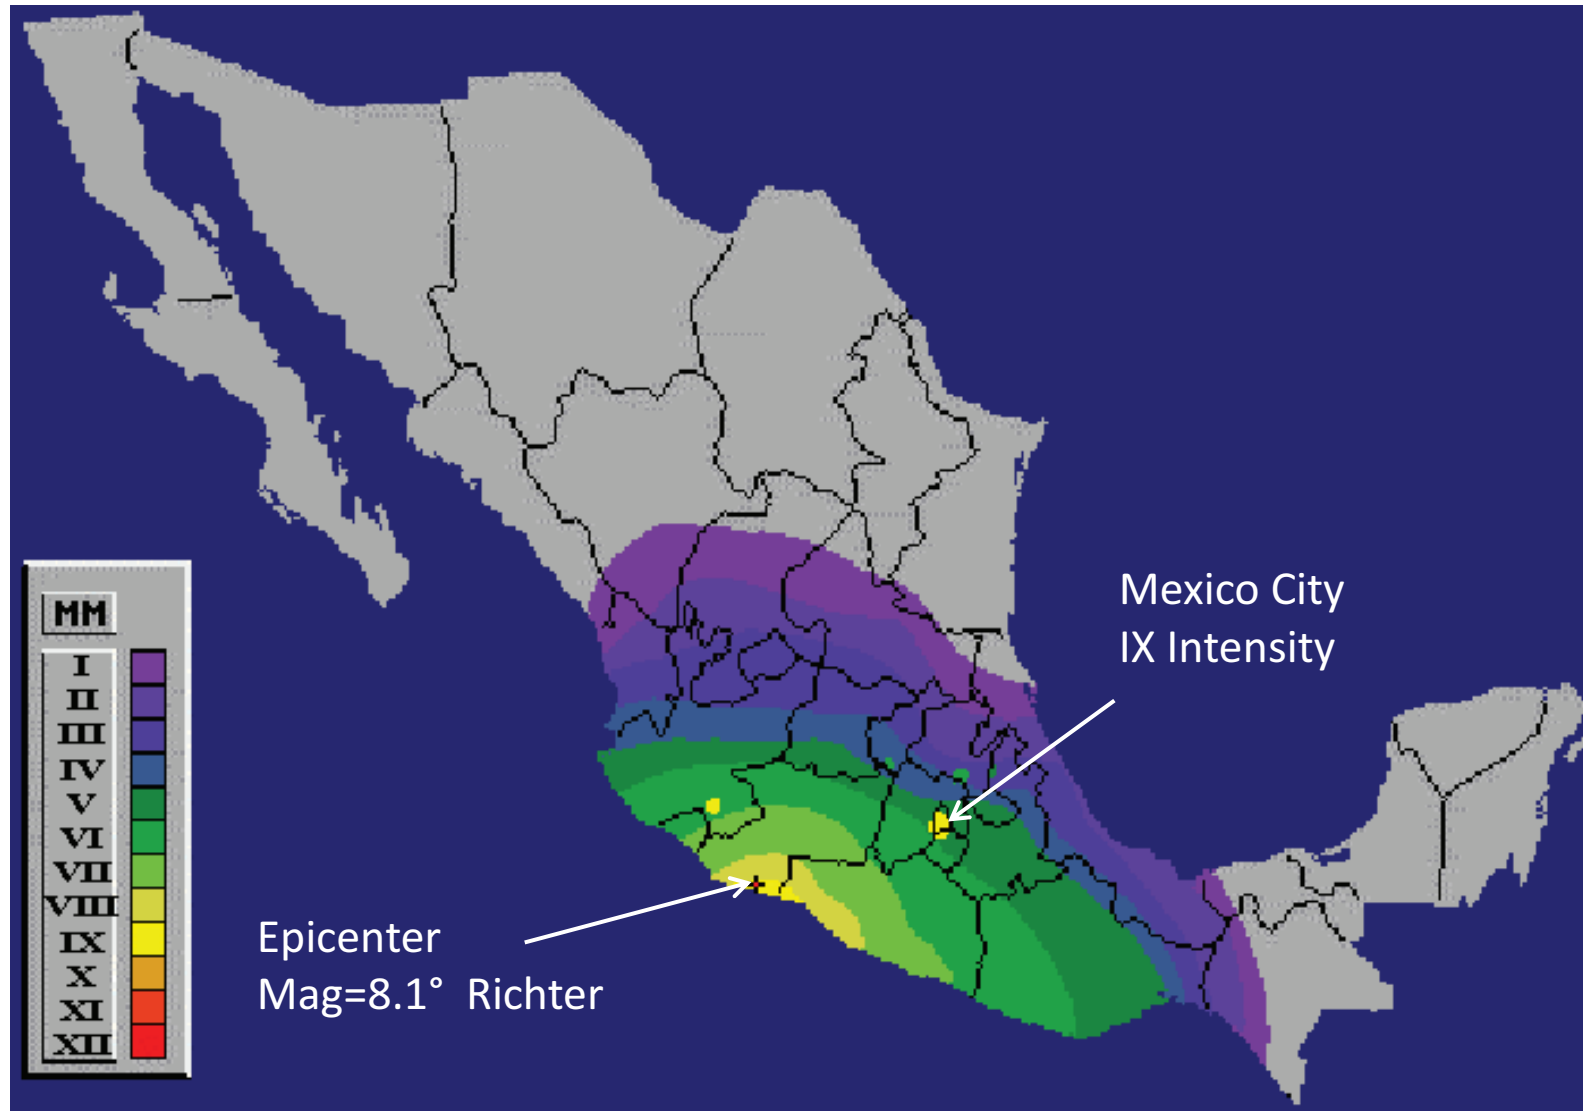 Mexico City
IX Intensity
MM
I
II
III
IV
V
VI
VII
VIII
IX
X
XI
XII
Epicenter
Mag=8.1° Richter